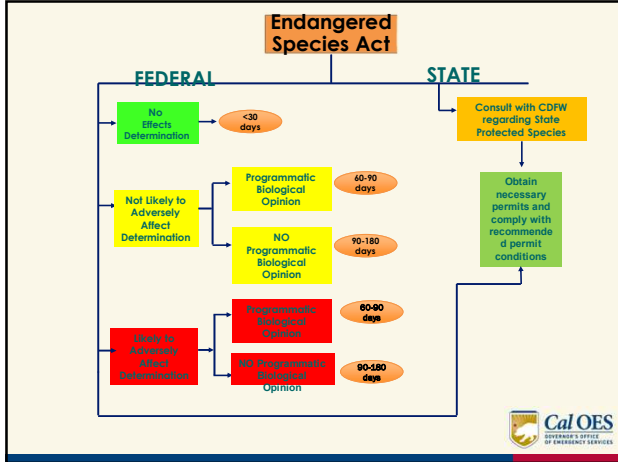 Endangered
Species Act
FEDERAL
STATE
No
Effects
Determination
<30
days
Consult with CDFW
regarding State
Protected Species
Not Likely to
Adversely
Affect
Determination
Programmatic
Biological
Opinion
60-90
days
NO
Programmatic
Biological
Opinion
90-180
days
Obtain
necessary
permits and
comply with
recommende
d permit
conditions
Likely to
Adversely
Affect
Determination
Programmatic
Biological
Opinion
60-90
days
NO Programmatic
Biological
Opinion
90-180
days
Cal OES
GOVERNOR'S OFFICE
OF EMERGENCY SERVICES